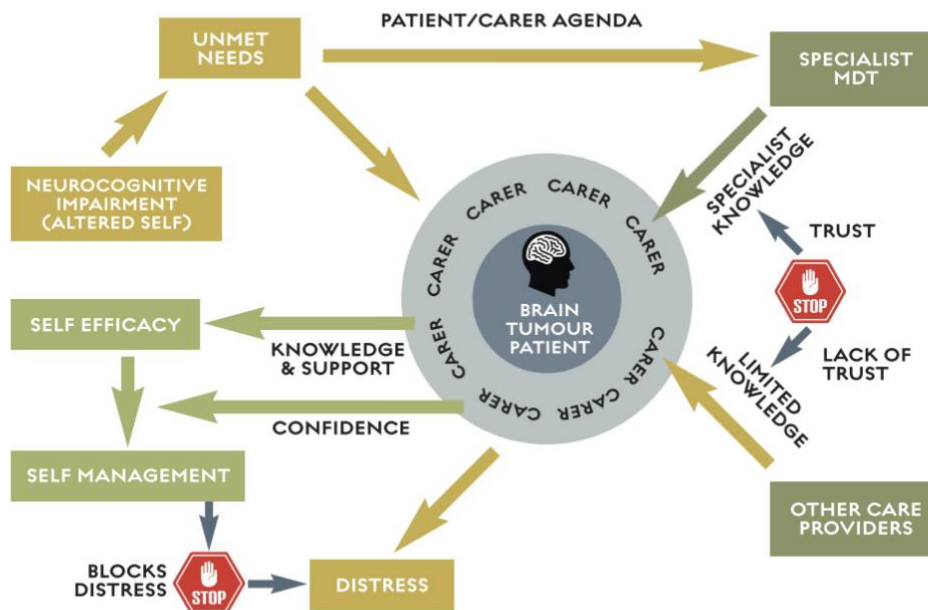 PATIENT/CARER AGENDA
UNMET
NEEDS
SPECIALIST
MDT
NEUROCOGNITIVE
IMPAIRMENT
(ALTERED SELF)
CARER
CARER
CARER
CARER
CARER
SPECIALIST
KNOWLEDGE
TRUST
STOP
LACK OF
TRUST
LIMITED
KNOWLEDGE
BRAIN
TUMOUR
PATIENT
CARER
CARER
CARER
CARER
CARER
SELF EFFICACY
KNOWLEDGE
& SUPPORT
CONFIDENCE
SELF MANAGEMENT
OTHER CARE
PROVIDERS
BLOCKS
DISTRESS
STOP
DISTRESS